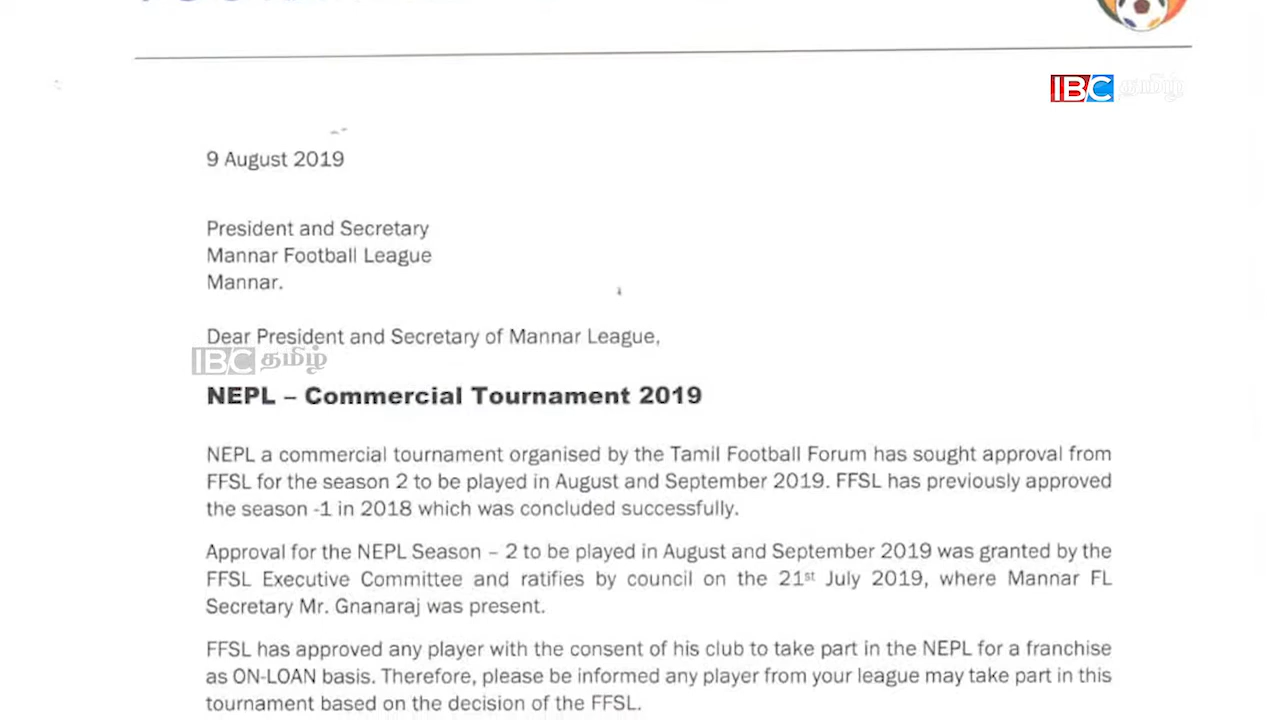 IBC தமிழ்
9 August 2019
President and Secretary
Mannar Football League
Mannar.
Dear President and Secretary of Mannar League,
IBC தமிழ்
NEPL – Commercial Tournament 2019
NEPL a commercial tournament organised by the Tamil Football Forum has sought approval from
FFSL for the season 2 to be played in August and September 2019. FFSL has previously approved
the season -1 in 2018 which was concluded successfully.
Approval for the NEPL Season – 2 to be played in August and September 2019 was granted by the
FFSL Executive Committee and ratifies by council on the 21st July 2019, where Mannar FL
Secretary Mr. Gnanaraj was present.
FFSL has approved any player with the consent of his club to take part in the NEPL for a franchise
as ON-LOAN basis. Therefore, please be informed any player from your league may take part in this
tournament based on the decision of the FFSL.